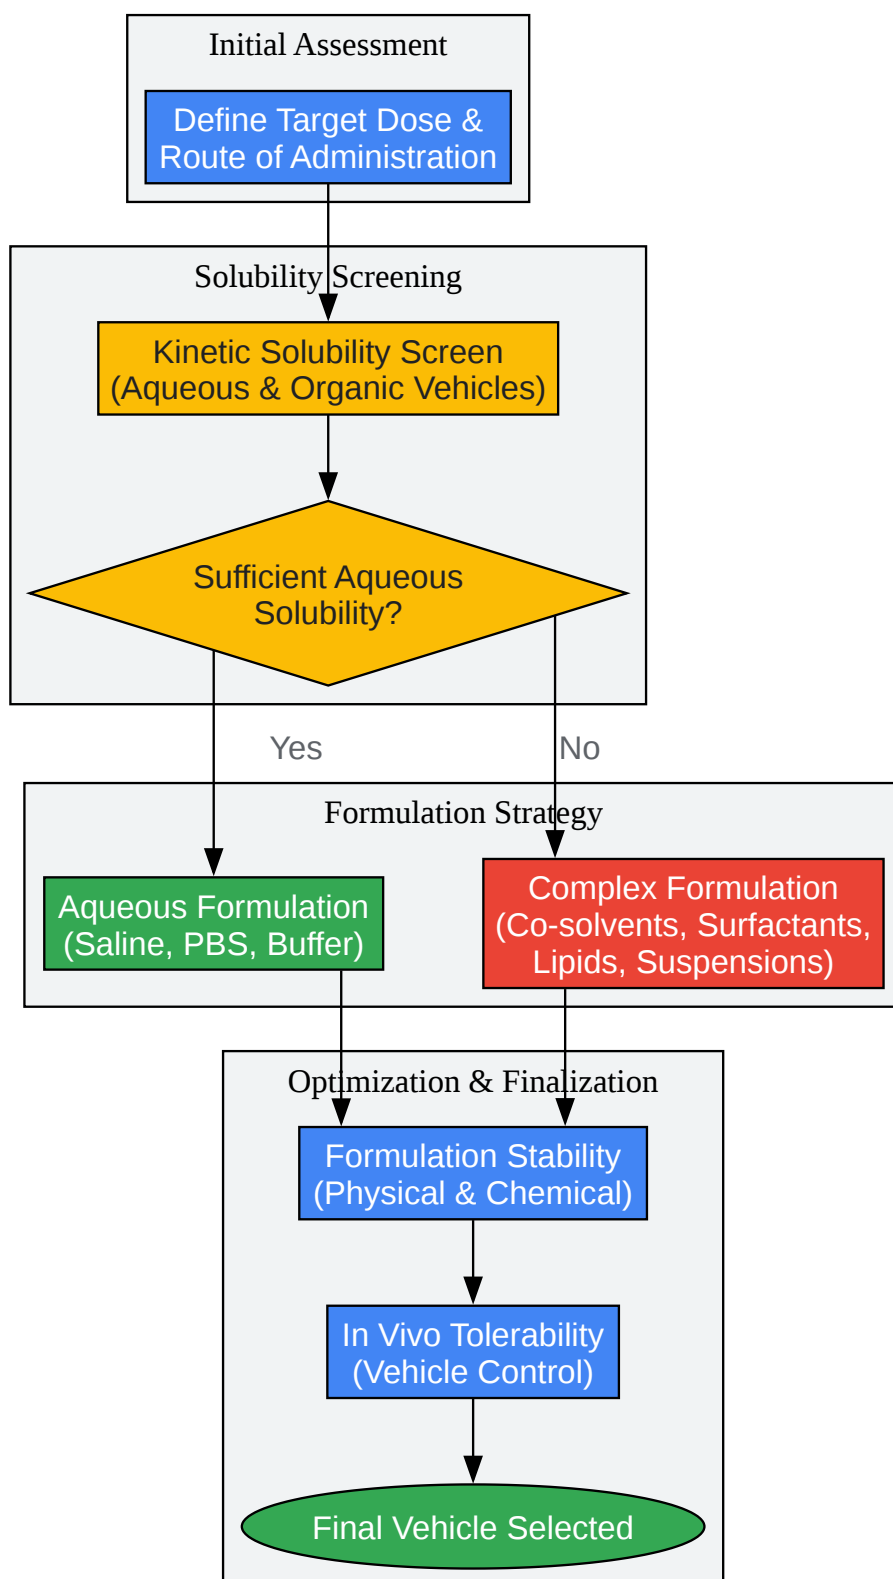 Initial Assessment
Define Target Dose &
Route of Administration
Solubility Screening
Kinetic Solubility Screen
(Aqueous & Organic Vehicles)
Sufficient Aqueous
Solubility?
Yes
No
Formulation Strategy
Aqueous Formulation
(Saline, PBS, Buffer)
Complex Formulation
(Co-solvents, Surfactants,
Lipids, Suspensions)
Optimization & Finalization
Formulation Stability
(Physical & Chemical)
In Vivo Tolerability
(Vehicle Control)
Final Vehicle Selected